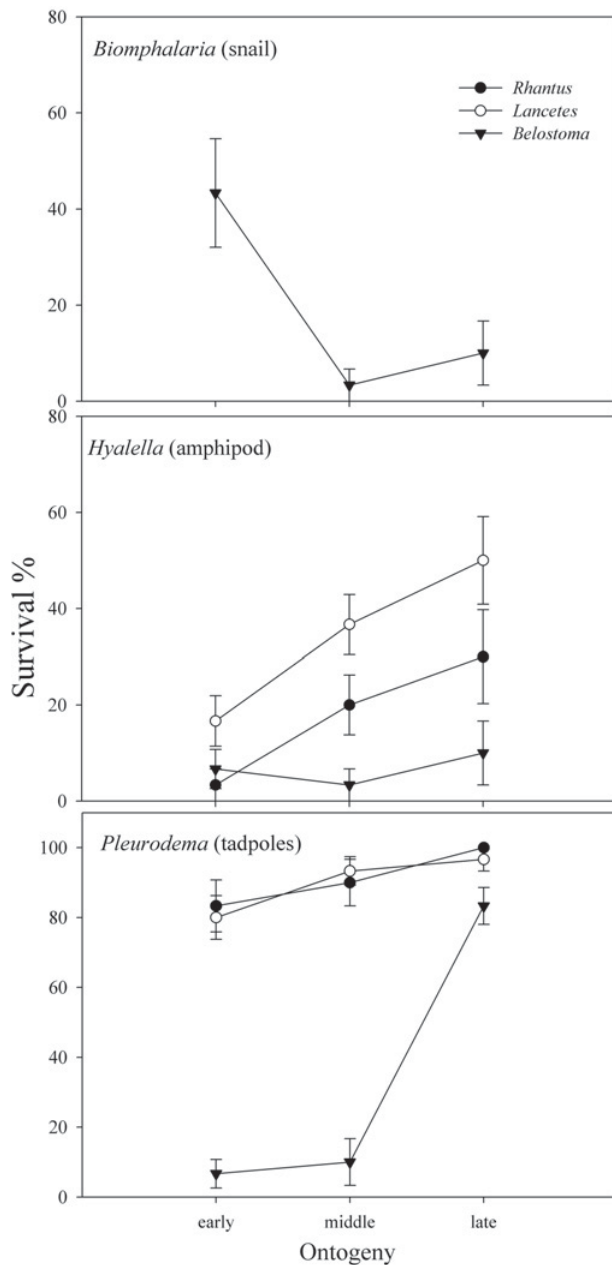 80
Biomphalaria (snail)
Rhantus
Lancetes
Belostoma
60
40
20
0
80
Hyalella (amphipod)
60
40
20
0
Survival %
Pleurodema (tadpoles)
100
80
60
40
20
0
early middle late
Ontogeny